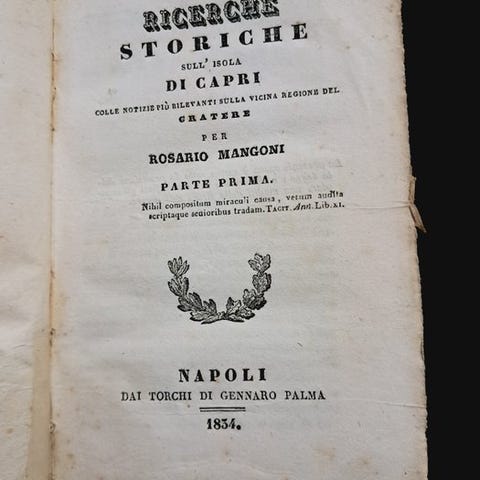 RICERCHE
STORICHE
SULL' ISOLA
DI CAPRI
COLLE NOTIZIE PIÙ RILEVANTI SULLA VICINA REGIONE DEL
CRATERE
PER
ROSARIO MANGONI
PARTE PRIMA.
Nihil compositum miraculi causa, verum audita
scriptaque senioribus tradam. TACIT. Ann. Lib. XI.
NAPOLI
DAI TORCHI DI GENNARO PALMA
1834.